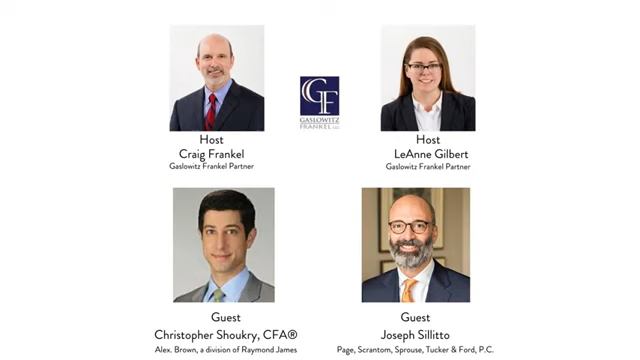 Host
Craig Frankel
Gaslowitz Frankel Partner
GF
GASLOWITZ
FRANKEL LLC
Host
LeAnne Gilbert
Gaslowitz Frankel Partner
Guest
Christopher Shoukry, CFA®
Alex. Brown, a division of Raymond James
Guest
Joseph Sillitto
Page, Scrantom, Sprouse, Tucker & Ford, P.C.